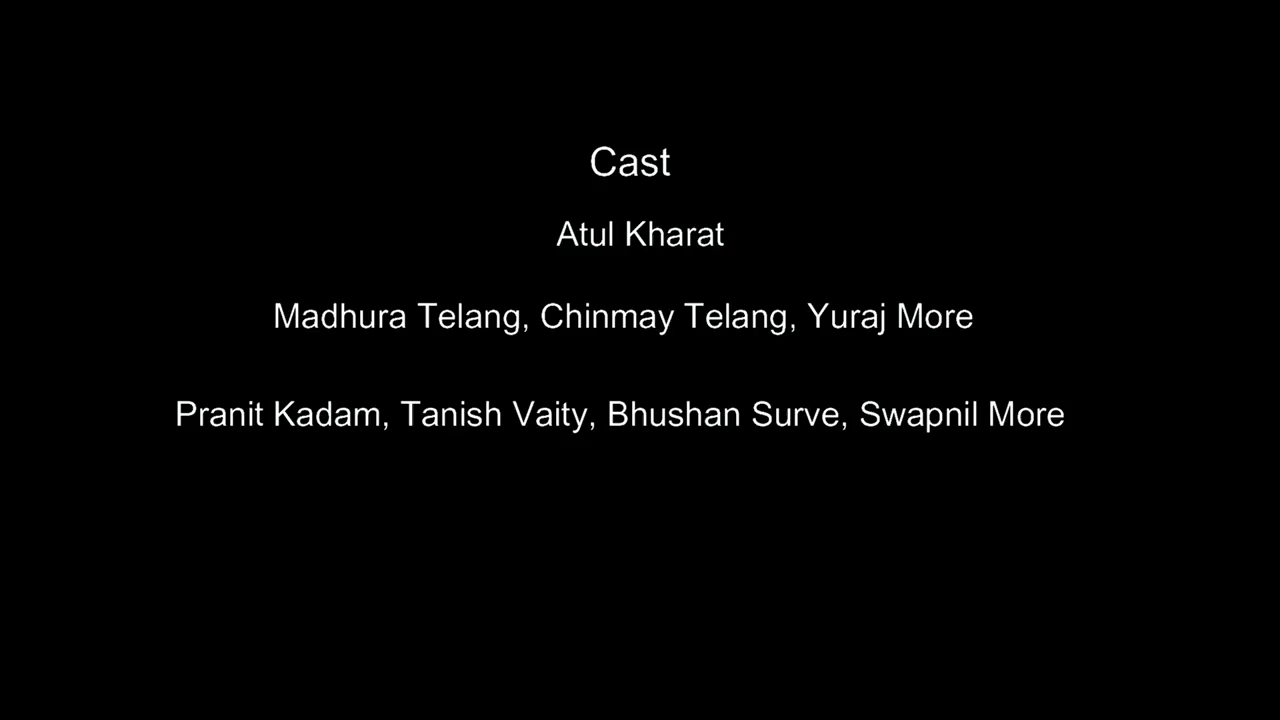 Cast
Atul Kharat
Madhura Telang, Chinmay Telang, Yuraj More
Pranit Kadam, Tanish Vaity, Bhushan Surve, Swapnil More